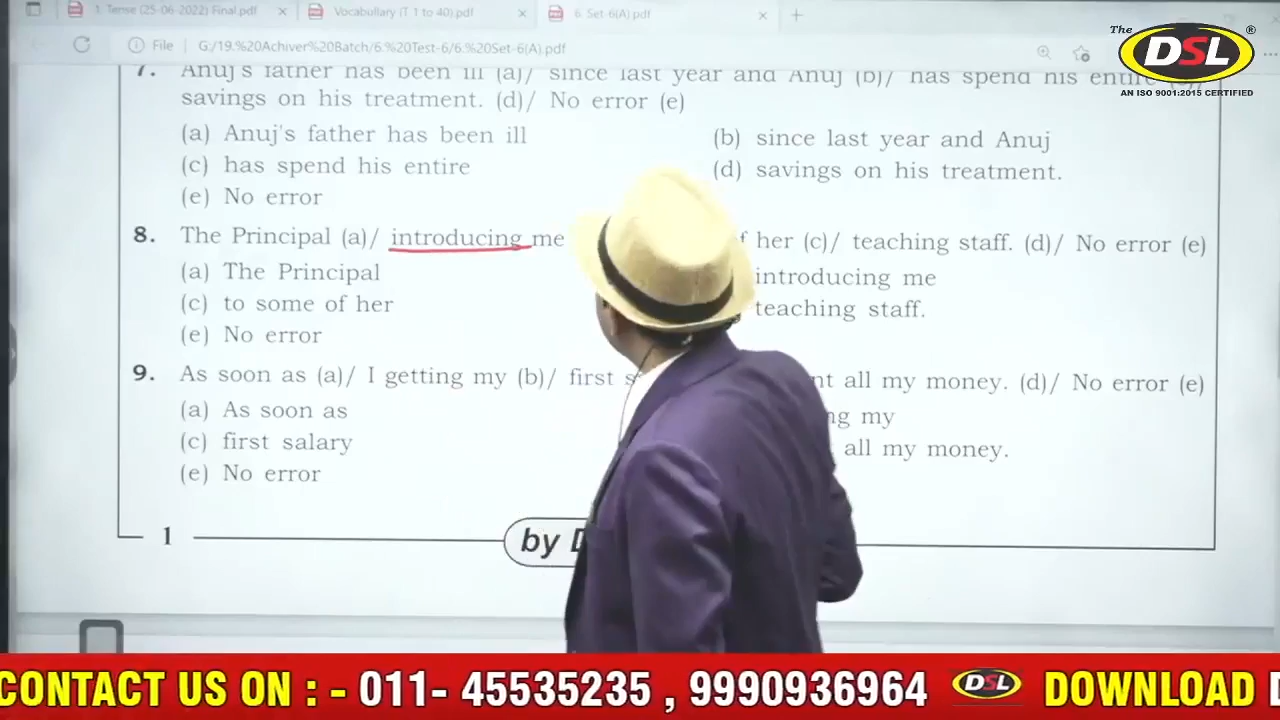 1. Tense (25-06-2022) Final.pdf
Vocabullary (T 1 to 40).pdf
6. Set-6(A).pdf
File G:/19.%20Achiver%20Batch/6.%20Test-6/6.%20Set-6(A).pdf
The DSL ®
AN ISO 9001:2015 CERTIFIED
7. Anuj's father has been (a)/ since last year and Anuj (b)/ has spend his entire
savings on his treatment. (d)/ No error (e)
(a) Anuj's father has been ill
(b) since last year and Anuj
(c) has spend his entire
(d) savings on his treatment.
(e) No error
8. The Principal (a)/ introducing me her (c)/ teaching staff. (d)/ No error (e)
(a) The Principal
introducing me
(c) to some of her
teaching staff.
(e) No error
9. As soon as (a)/ I getting my (b)/ first all my money. (d)/ No error (e)
(a) As soon as
my
(c) first salary
all my money.
(e) No error
1
by
CONTACT US ON : - 011- 45535235 , 9990936964 DSL DOWNLOAD